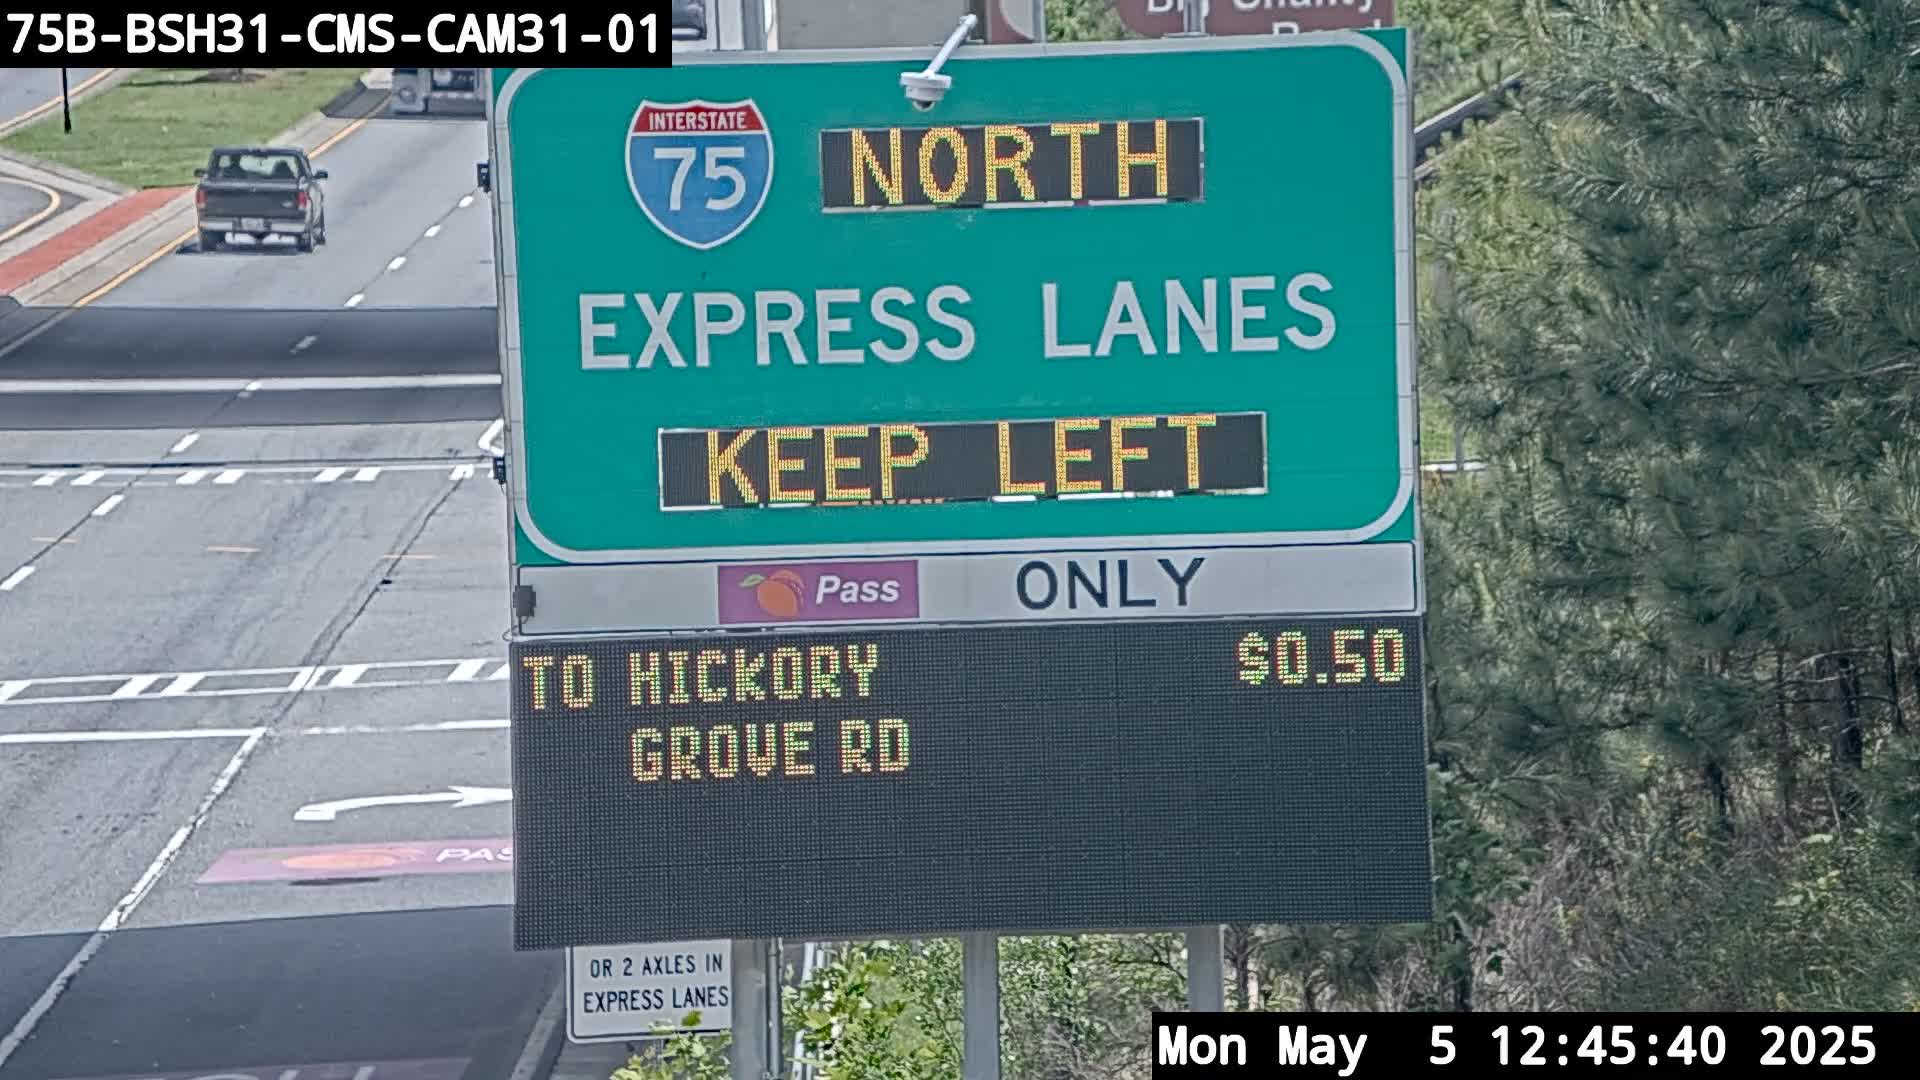 75B-BSH31-CMS-CAM31-01
INTERSTATE
75
NORTH
EXPRESS LANES
KEEP LEFT
Pass ONLY
TO HICKORY $0.50
GROVE RD
OR 2 AXLES IN
EXPRESS LANES
Mon May 5 12:45:40 2025